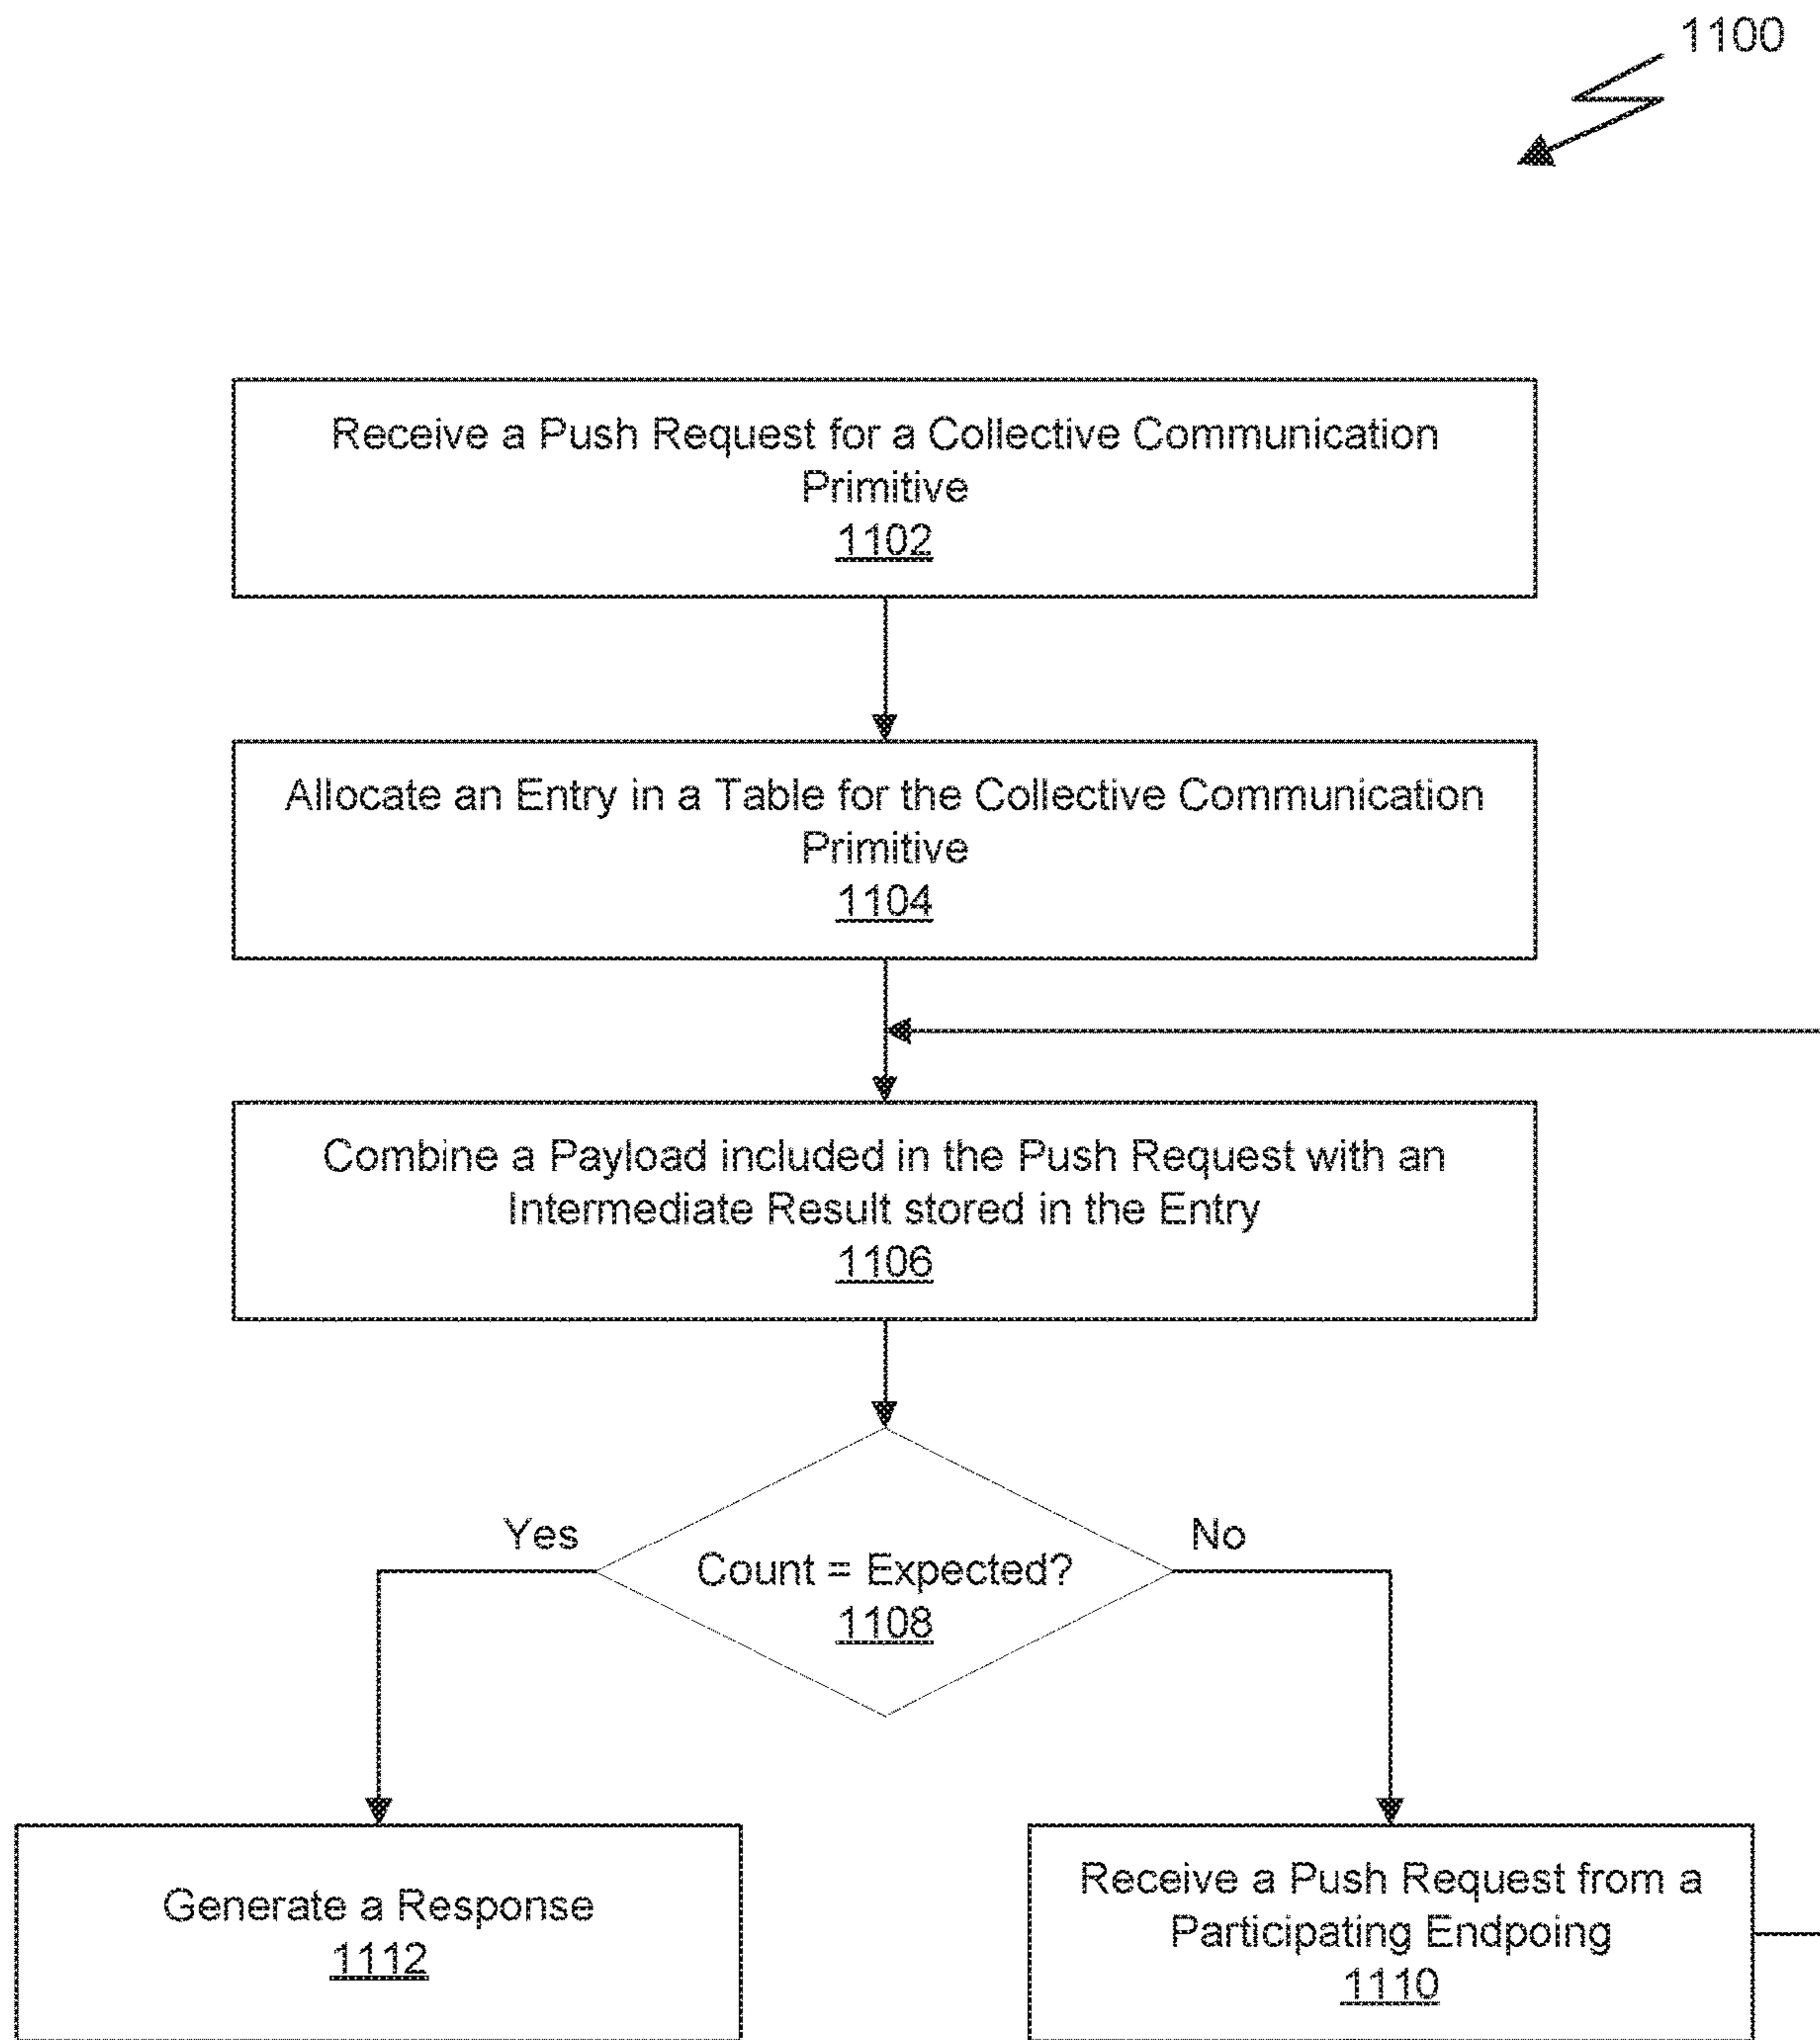 1100
Receive a Push Request for a Collective Communication
Primitive
1102
Allocate an Entry in a Table for the Collective Communication
Primitive
1104
Combine a Payload included in the Push Request with an
Intermediate Result stored in the Entry
1106
Yes
No
Count = Expected?
1108
Generate a Response
1112
Receive a Push Request from a
Participating Endpoing
1110